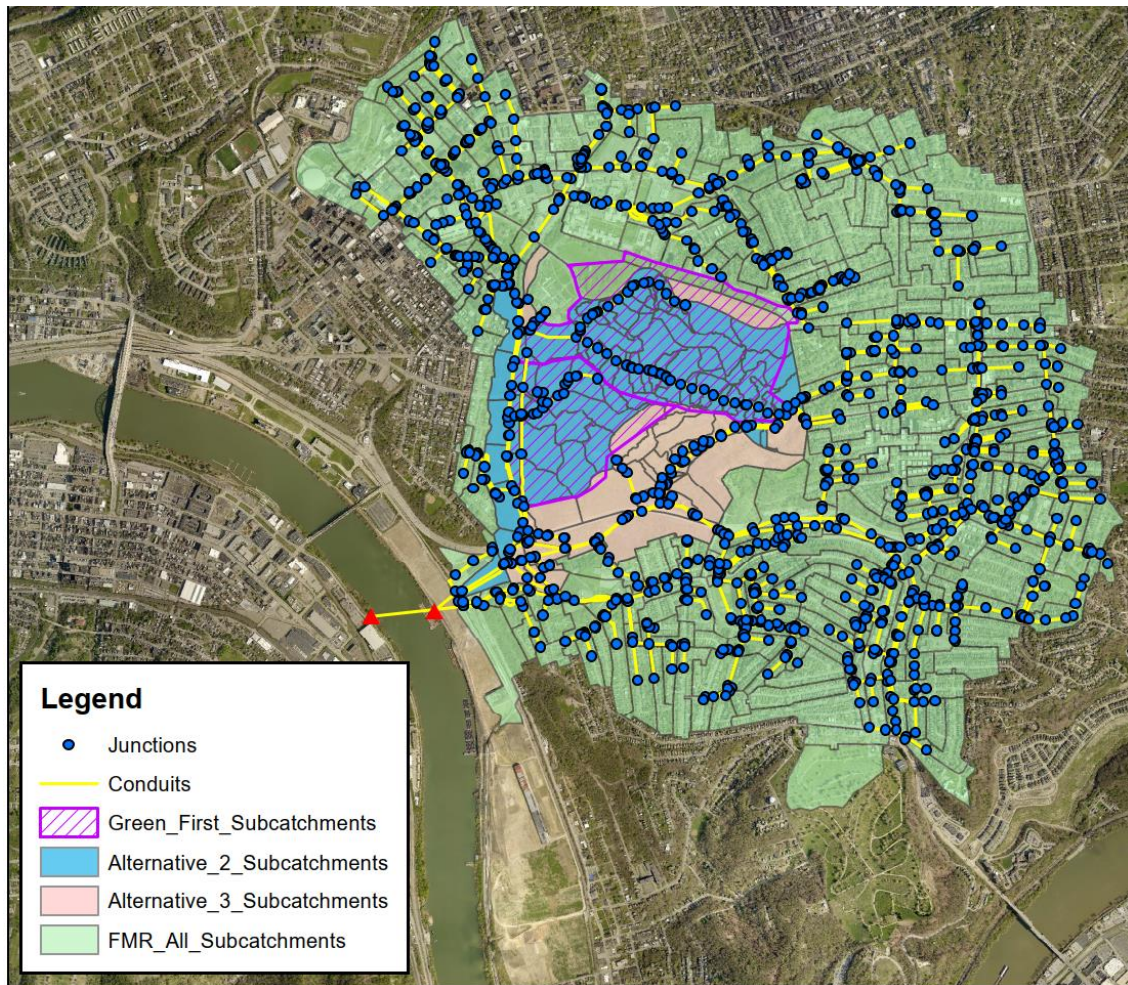 Legend
Junctions
Conduits
Green_First_Subcatchments
Alternative_2_Subcatchments
Alternative_3_Subcatchments
FMR_All_Subcatchments